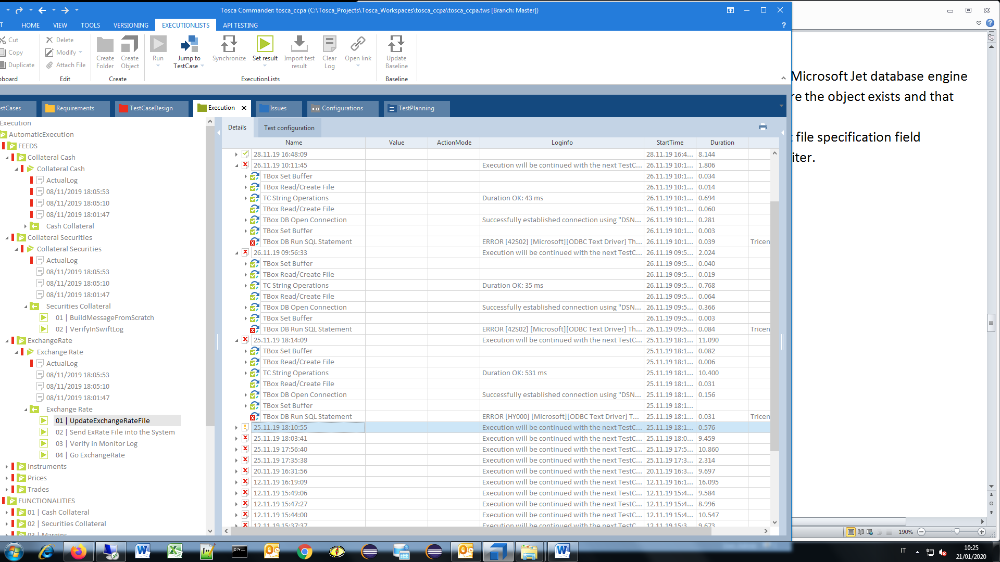 Tosca Commander: tosca_ccpa (C:\Tosca_Projects\Tosca_Workspaces\tosca_ccpa\tosca_ccpa.tws [Branch: Master])
T HOME VIEW TOOLS VERSIONING EXECUTIONLISTS API TESTING
Cut
Copy
Duplicate
board
Delete
Modify
Attach File
Edit
Create Folder
Create Object
Create
Run
Jump to TestCase
Synchronize
Set result
Import test result
Clear Log
Open link
ExecutionLists
Update Baseline
Baseline
stCases Requirements TestCaseDesign Execution Issues Configurations TestPlanning
Execution
AutomaticExecution
FEEDS
Collateral Cash
Collateral Cash
ActualLog
08/11/2019 18:05:53
08/11/2019 18:05:10
08/11/2019 18:01:47
Cash Collateral
Collateral Securities
Collateral Securities
ActualLog
08/11/2019 18:05:53
08/11/2019 18:05:10
08/11/2019 18:01:47
Securities Collateral
01 | BuildMessageFromScratch
02 | VerifyInSwiftLog
ExchangeRate
Exchange Rate
ActualLog
08/11/2019 18:05:53
08/11/2019 18:05:10
08/11/2019 18:01:47
Exchange Rate
01 | UpdateExchangeRateFile
02 | Send ExRate File into the System
03 | Verify in Monitor Log
04 | Go ExchangeRate
Instruments
Prices
Trades
FUNCTIONALITIES
01 | Cash Collateral
02 | Securities Collateral
03 | Margins
Details Test configuration
Name Value ActionMode Loginfo StartTime Duration
28.11.19 16:48:09 28.11.19 16:4... 8.144
26.11.19 10:11:45 Execution will be continued with the next TestC... 26.11.19 10:1... 1.806
TBox Set Buffer 26.11.19 10:1... 0.034
TBox Read/Create File 26.11.19 10:1... 0.014
TC String Operations Duration OK: 43 ms 26.11.19 10:1... 0.694
TBox Read/Create File 26.11.19 10:1... 0.060
TBox DB Open Connection Successfully established connection using "DSN... 26.11.19 10:1... 0.281
TBox Set Buffer 26.11.19 10:1... 0.003
TBox DB Run SQL Statement ERROR [42S02] [Microsoft][ODBC Text Driver] Th... 26.11.19 10:1... 0.039 Tricen
26.11.19 09:56:33 Execution will be continued with the next TestC... 26.11.19 09:5... 2.024
TBox Set Buffer 26.11.19 09:5... 0.040
TBox Read/Create File 26.11.19 09:5... 0.019
TC String Operations Duration OK: 35 ms 26.11.19 09:5... 0.768
TBox Read/Create File 26.11.19 09:5... 0.064
TBox DB Open Connection Successfully established connection using "DSN... 26.11.19 09:5... 0.366
TBox Set Buffer 26.11.19 09:5... 0.003
TBox DB Run SQL Statement ERROR [42S02] [Microsoft][ODBC Text Driver] Th... 26.11.19 09:5... 0.084 Tricen
25.11.19 18:14:09 Execution will be continued with the next TestC... 25.11.19 18:1... 11.090
TBox Set Buffer 25.11.19 18:1... 0.082
TBox Read/Create File 25.11.19 18:1... 0.006
TC String Operations Duration OK: 531 ms 25.11.19 18:1... 10.400
TBox Read/Create File 25.11.19 18:1... 0.031
TBox DB Open Connection Successfully established connection using "DSN... 25.11.19 18:1... 0.156
TBox Set Buffer 25.11.19 18:1...
TBox DB Run SQL Statement ERROR [HY000] [Microsoft][ODBC Text Driver] T... 25.11.19 18:1... 0.031 Tricen
25.11.19 18:10:55 Execution will be continued with the next TestC... 25.11.19 18:1... 0.576
25.11.19 18:03:41 Execution will be continued with the next TestC... 25.11.19 18:0... 9.459
25.11.19 17:56:40 Execution will be continued with the next TestC... 25.11.19 17:5... 10.860
25.11.19 17:35:38 Execution will be continued with the next TestC... 25.11.19 17:3... 2.314
20.11.19 16:31:56 Execution will be continued with the next TestC... 20.11.19 16:3... 9.697
12.11.19 16:19:09 Execution will be continued with the next TestC... 12.11.19 16:1... 16.095
12.11.19 15:49:06 Execution will be continued with the next TestC... 12.11.19 15:4... 9.584
12.11.19 15:47:27 Execution will be continued with the next TestC... 12.11.19 15:4... 8.996
12.11.19 15:44:00 Execution will be continued with the next TestC... 12.11.19 15:4... 10.547
12.11.19 15:37:37 Execution will be continued with the next TestC... 12.11.19 15:3... 9.673
Microsoft Jet database engine
re the object exists and that
t file specification field
iter.
190%
IT
10:25
21/01/2020